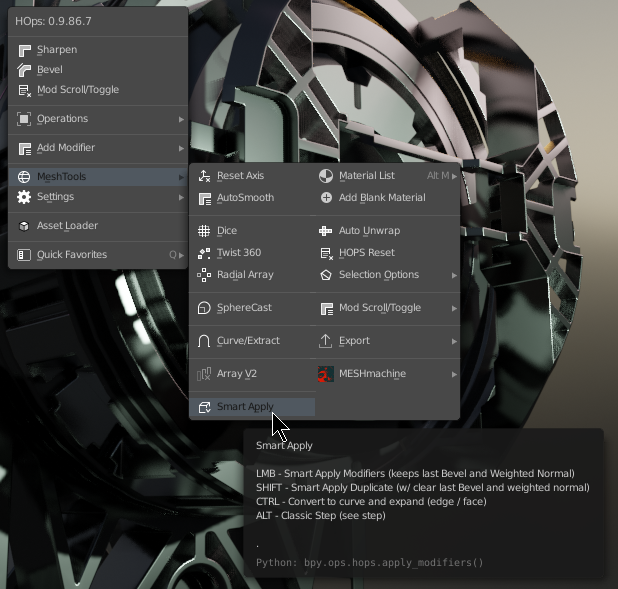 HOps: 0.9.86.7
Sharpen
Bevel
Mod Scroll/Toggle
Operations
Add Modifier
MeshTools
Settings
Asset Loader
Quick Favorites Q
Reset Axis
AutoSmooth
Dice
Twist 360
Radial Array
SphereCast
Curve/Extract
Array V2
Smart Apply
Material List Alt M
Add Blank Material
Auto Unwrap
HOPS Reset
Selection Options
Mod Scroll/Toggle
Export
MESHmachine
Smart Apply
LMB - Smart Apply Modifiers (keeps last Bevel and Weighted Normal)
SHIFT - Smart Apply Duplicate (w/ clear last Bevel and weighted normal)
CTRL - Convert to curve and expand (edge / face)
ALT - Classic Step (see step)
.
Python: bpy.ops.hops.apply_modifiers()